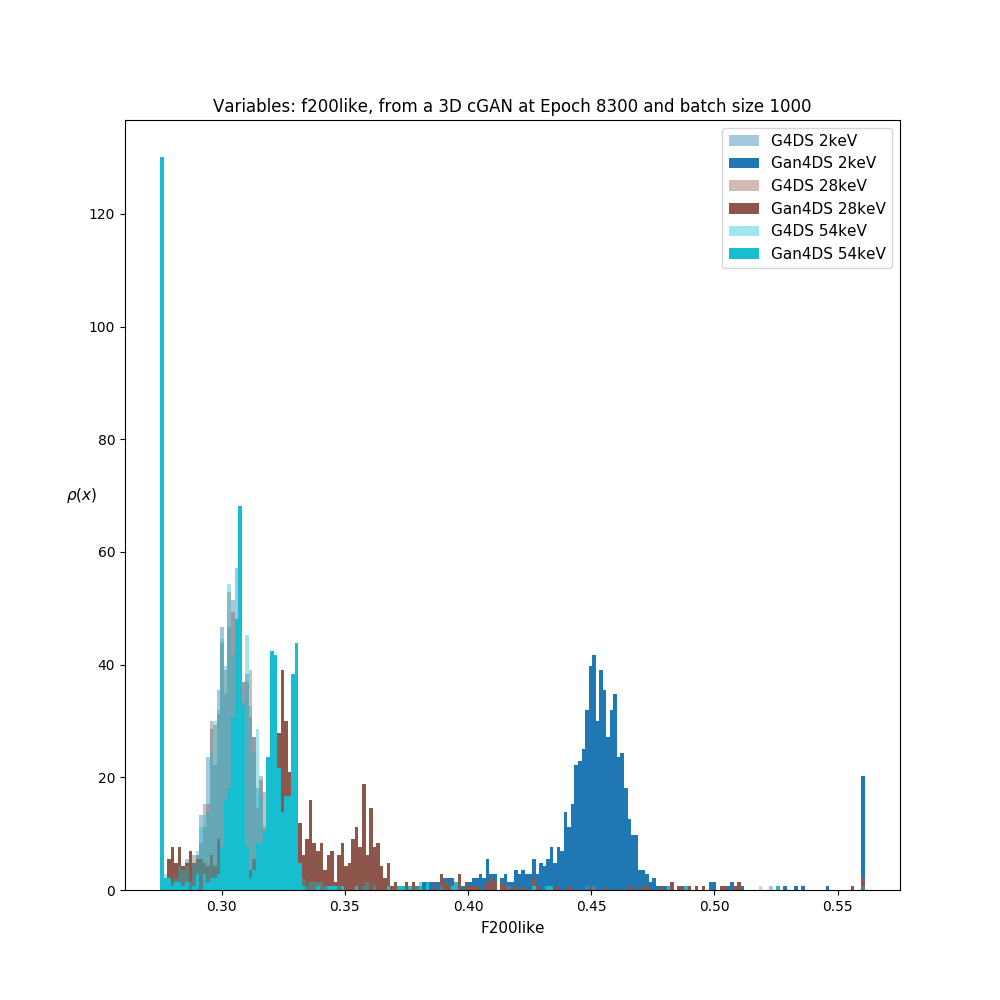 Variables: f200like, from a 3D cGAN at Epoch 8300 and batch size 1000
G4DS 2keV
Gan4DS 2keV
G4DS 28keV
Gan4DS 28keV
G4DS 54keV
Gan4DS 54keV
120
100
80
60
40
20
0
ρ(x)
0.30 0.35 0.40 0.45 0.50 0.55
F200like